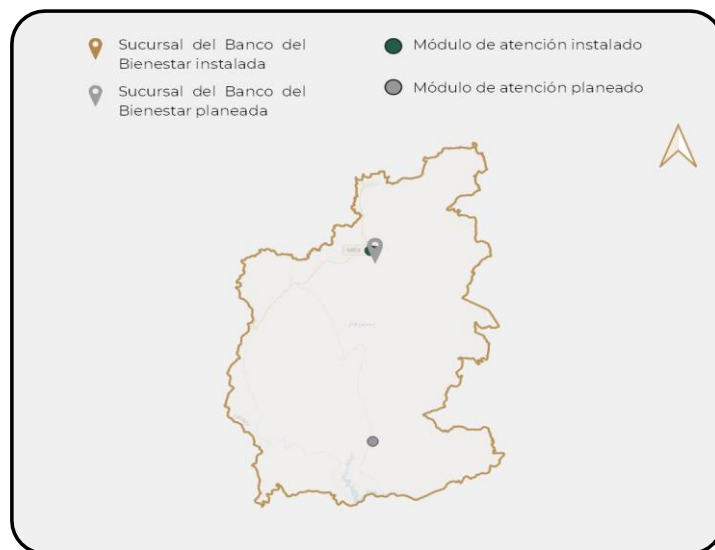 Sucursal del Banco del
Bienestar instalada
Módulo de atención instalado
Sucursal del Banco del
Bienestar planeada
Módulo de atención planeado